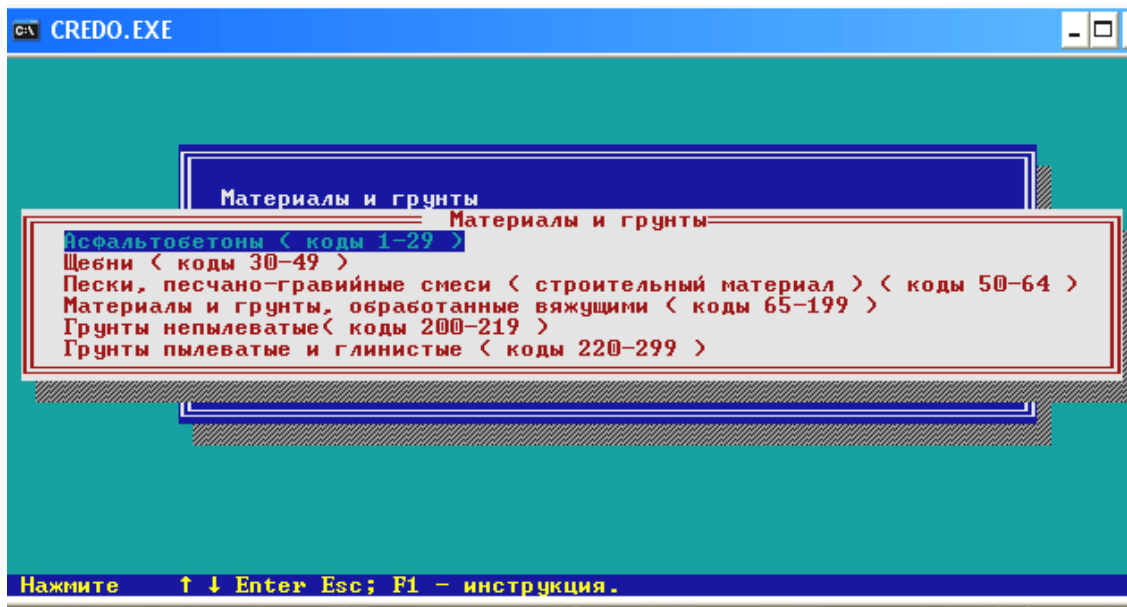 CREDO.EXE
Материалы и грунты
Материалы и грунты
Асфальтобетоны ( коды 1-29 )
Щебни ( коды 30-49 )
Пески, песчано-гравийные смеси ( строительный материал ) ( коды 50-64 )
Материалы и грунты, обработанные вяжущими ( коды 65-199 )
Грунты непылеватые( коды 200-219 )
Грунты пылеватые и глинистые ( коды 220-299 )
Нажмите ↑ ↓ Enter Esc; F1 - инструкция.